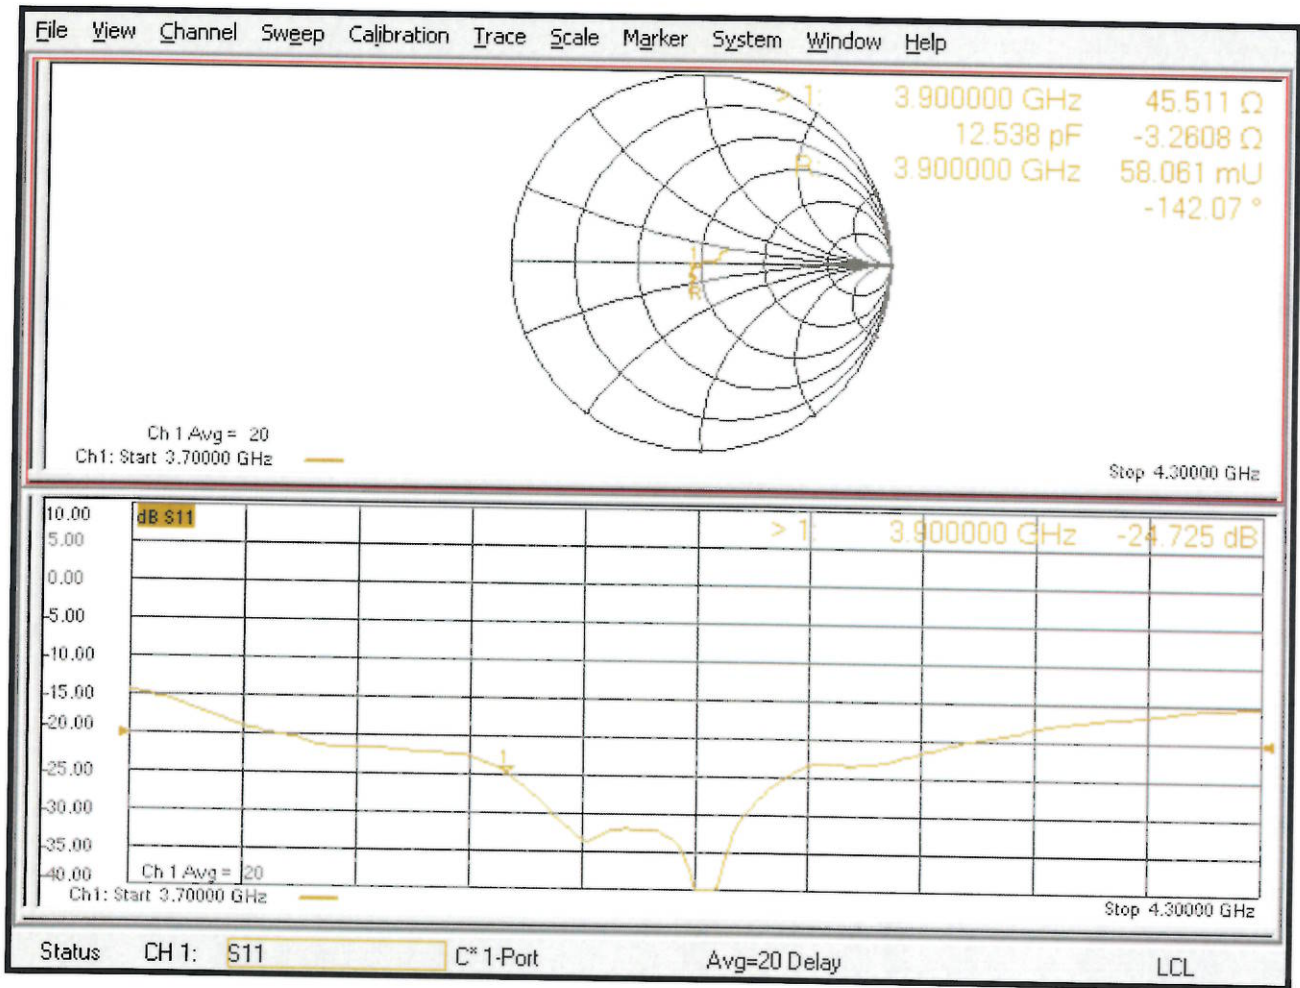 File View Channel Sweep Calibration Trace Scale Marker System Window Help
> 1: 3.900000 GHz 45.511 Ω
12.538 pF -3.2608 Ω
R: 3.900000 GHz 58.061 mU
-142.07 °
1
R
Ch 1 Avg = 20
Ch1: Start 3.70000 GHz
Stop 4.30000 GHz
10.00
dB S11
> 1: 3.900000 GHz -24.725 dB
5.00
0.00
-5.00
-10.00
-15.00
-20.00
1
-25.00
-30.00
-35.00
-40.00
Ch 1 Avg = 20
Ch1: Start 3.70000 GHz
Stop 4.30000 GHz
Status CH 1: S11 C* 1-Port Avg=20 Delay LCL